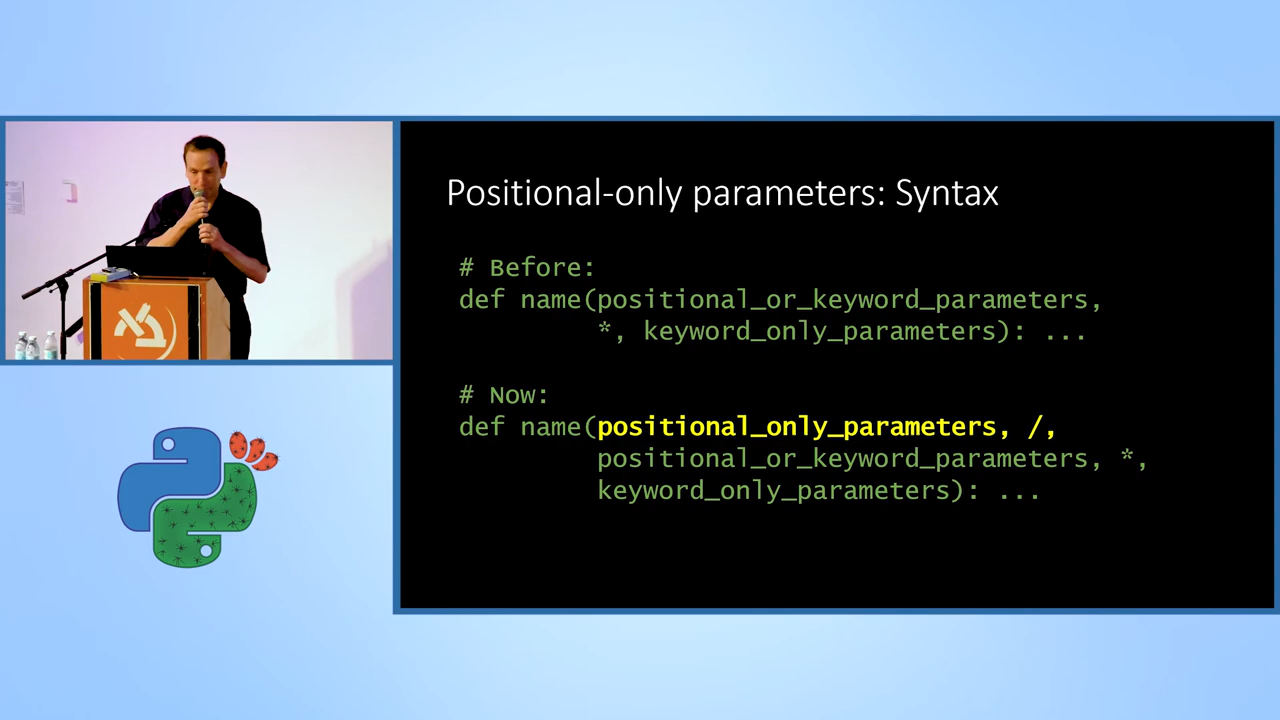 Positional-only parameters: Syntax
# Before:
def name(positional_or_keyword_parameters,
*, keyword_only_parameters): ...
# Now:
def name(positional_only_parameters, /,
positional_or_keyword_parameters, *,
keyword_only_parameters): ...